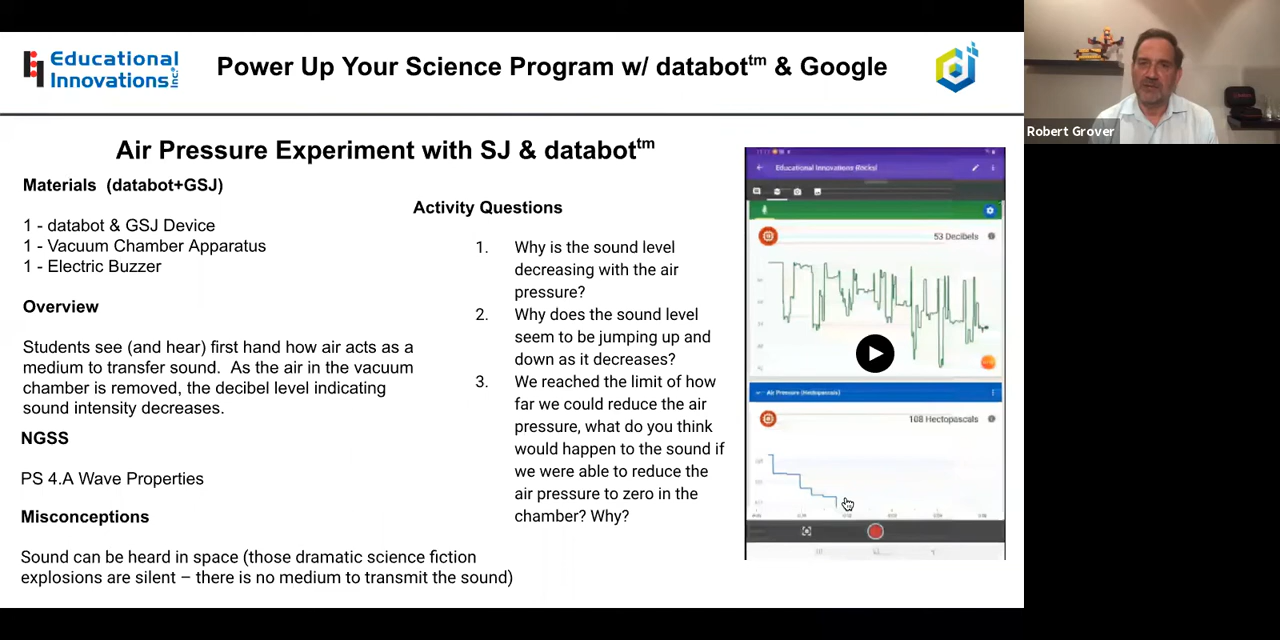 Educational
Innovations Inc.
Power Up Your Science Program w/ databot™ & Google
Robert Grover
Air Pressure Experiment with SJ & databot™
Materials (databot+GSJ)
1 - databot & GSJ Device
1 - Vacuum Chamber Apparatus
1 - Electric Buzzer
Overview
Students see (and hear) first hand how air acts as a
medium to transfer sound. As the air in the vacuum
chamber is removed, the decibel level indicating
sound intensity decreases.
NGSS
PS 4.A Wave Properties
Misconceptions
Sound can be heard in space (those dramatic science fiction
explosions are silent – there is no medium to transmit the sound)
Activity Questions
1. Why is the sound level
decreasing with the air
pressure?
2. Why does the sound level
seem to be jumping up and
down as it decreases?
3. We reached the limit of how
far we could reduce the air
pressure, what do you think
would happen to the sound if
we were able to reduce the
air pressure to zero in the
chamber? Why?
Educational Innovations (Rocks)
53 Decibels
Air Pressure (Hectopascals)
108 Hectopascals